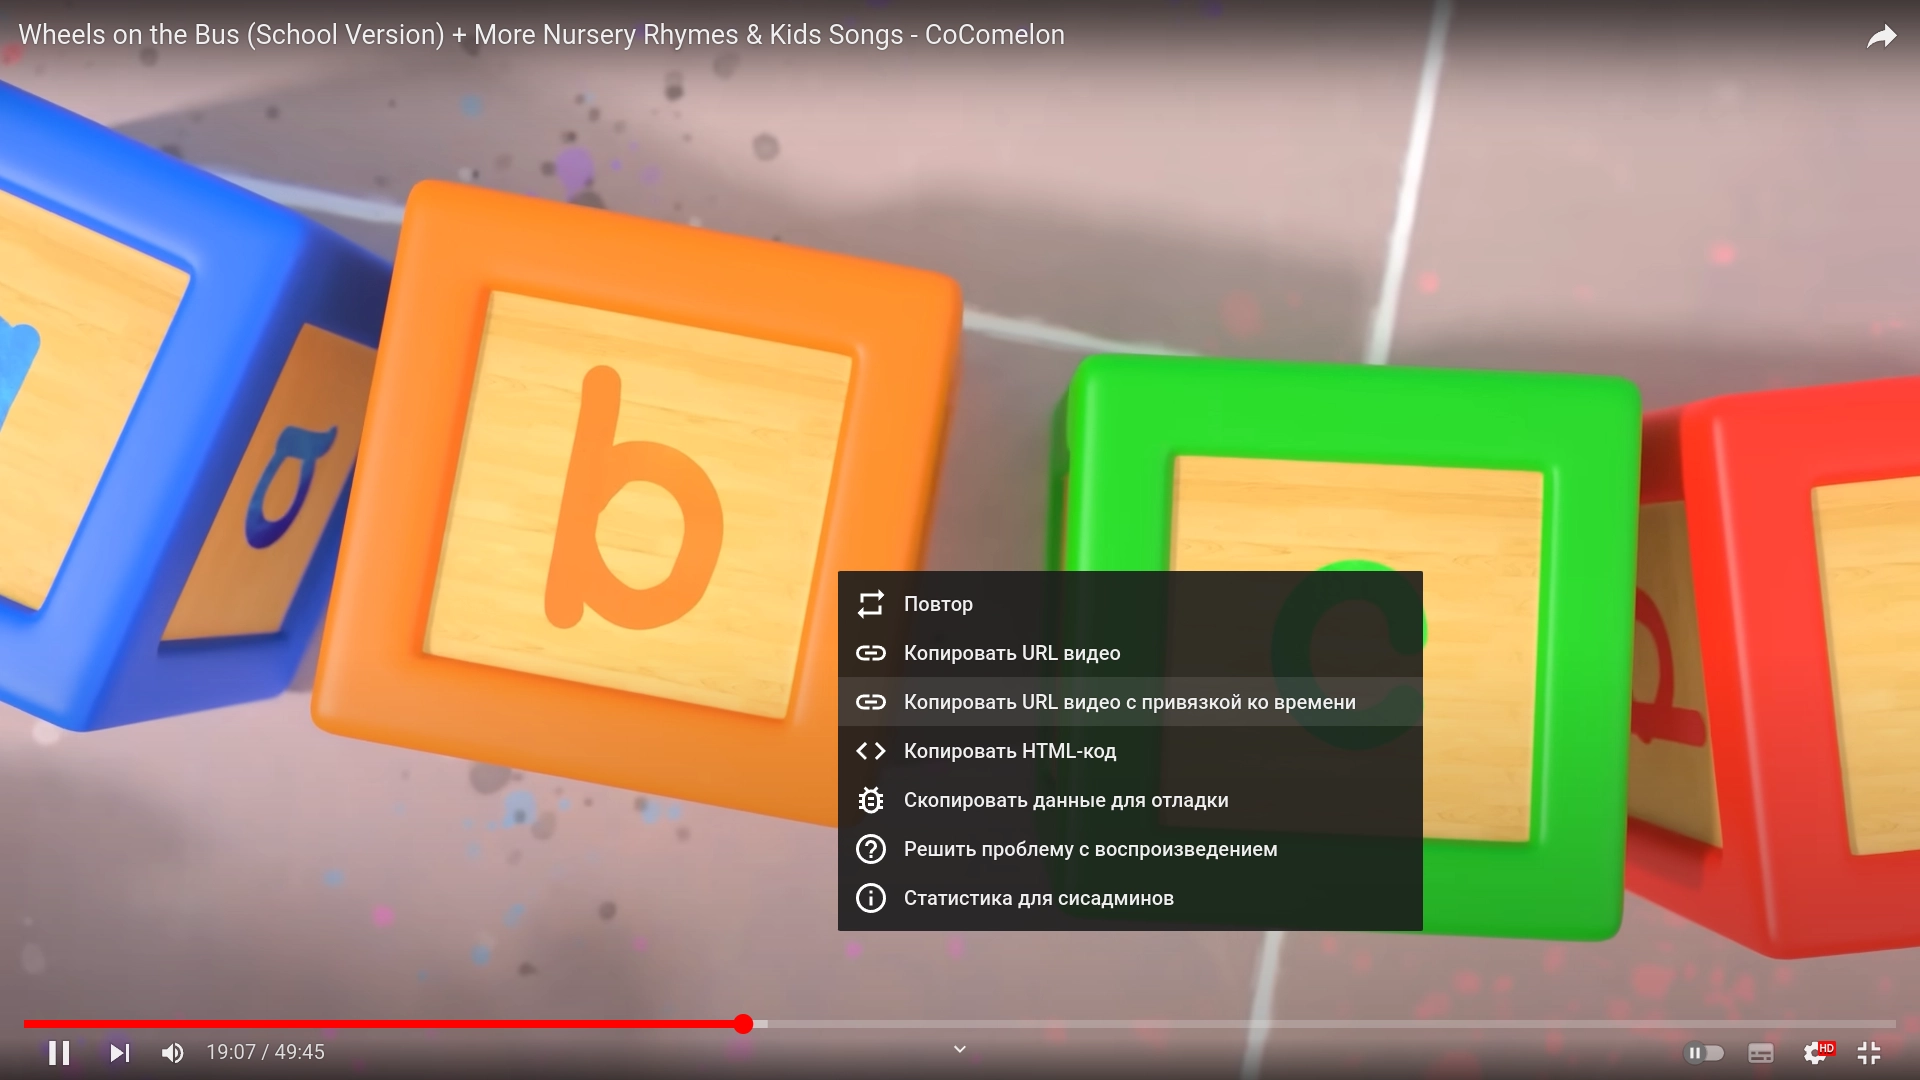 Wheels on the Bus (School Version) + More Nursery Rhymes & Kids Songs - CoComelon
a
b
c
d
Повтор
Копировать URL видео
Копировать URL видео с привязкой ко времени
Копировать HTML-код
Скопировать данные для отладки
Решить проблему с воспроизведением
Статистика для сисадминов
19:07 / 49:45
HD